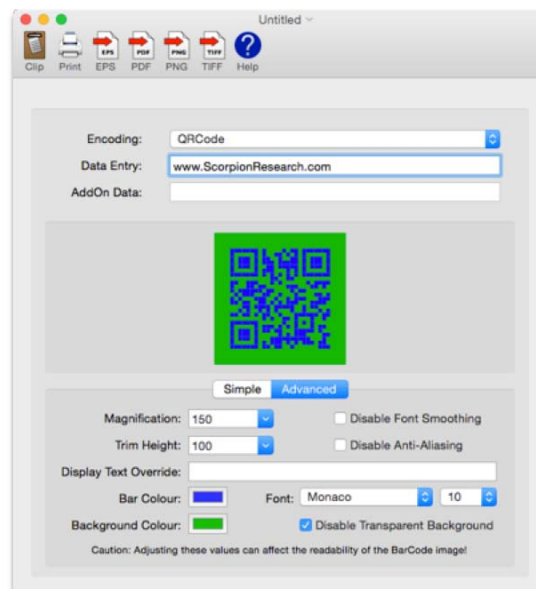 Untitled
Clip Print EPS PDF PNG TIFF Help
EPS PDF PNG TIFF ?
Encoding: QRCode
Data Entry: www.ScorpionResearch.com
AddOn Data:
Simple Advanced
Magnification: 150 Disable Font Smoothing
Trim Height: 100 Disable Anti-Aliasing
Display Text Override:
Bar Colour: Font: Monaco 10
Background Colour: Disable Transparent Background
Caution: Adjusting these values can affect the readability of the BarCode image!